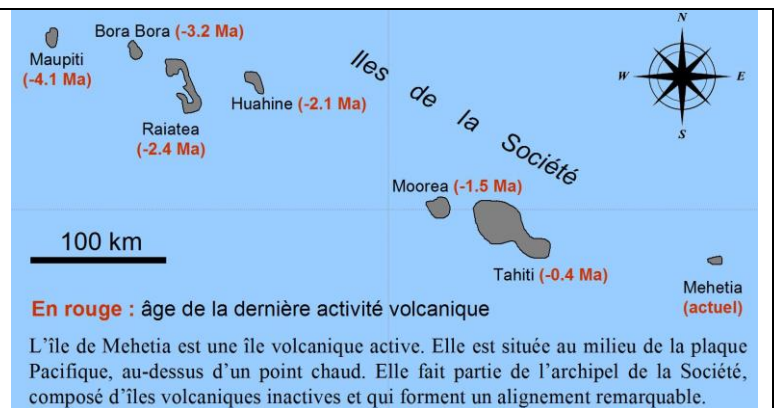 Bora Bora (-3.2 Ma)
Maupiti
(-4.1 Ma)
Huahine (-2.1 Ma)
Raiatea
(-2.4 Ma)
Iles de la Société
N
W
E
S
Moorea (-1.5 Ma)
100 km
Tahiti (-0.4 Ma)
Mehetia
(actuel)
En rouge : âge de la dernière activité volcanique
L'île de Mehetia est une île volcanique active. Elle est située au milieu de la plaque
Pacifique, au-dessus d'un point chaud. Elle fait partie de l'archipel de la Société,
composé d'îles volcaniques inactives et qui forment un alignement remarquable.